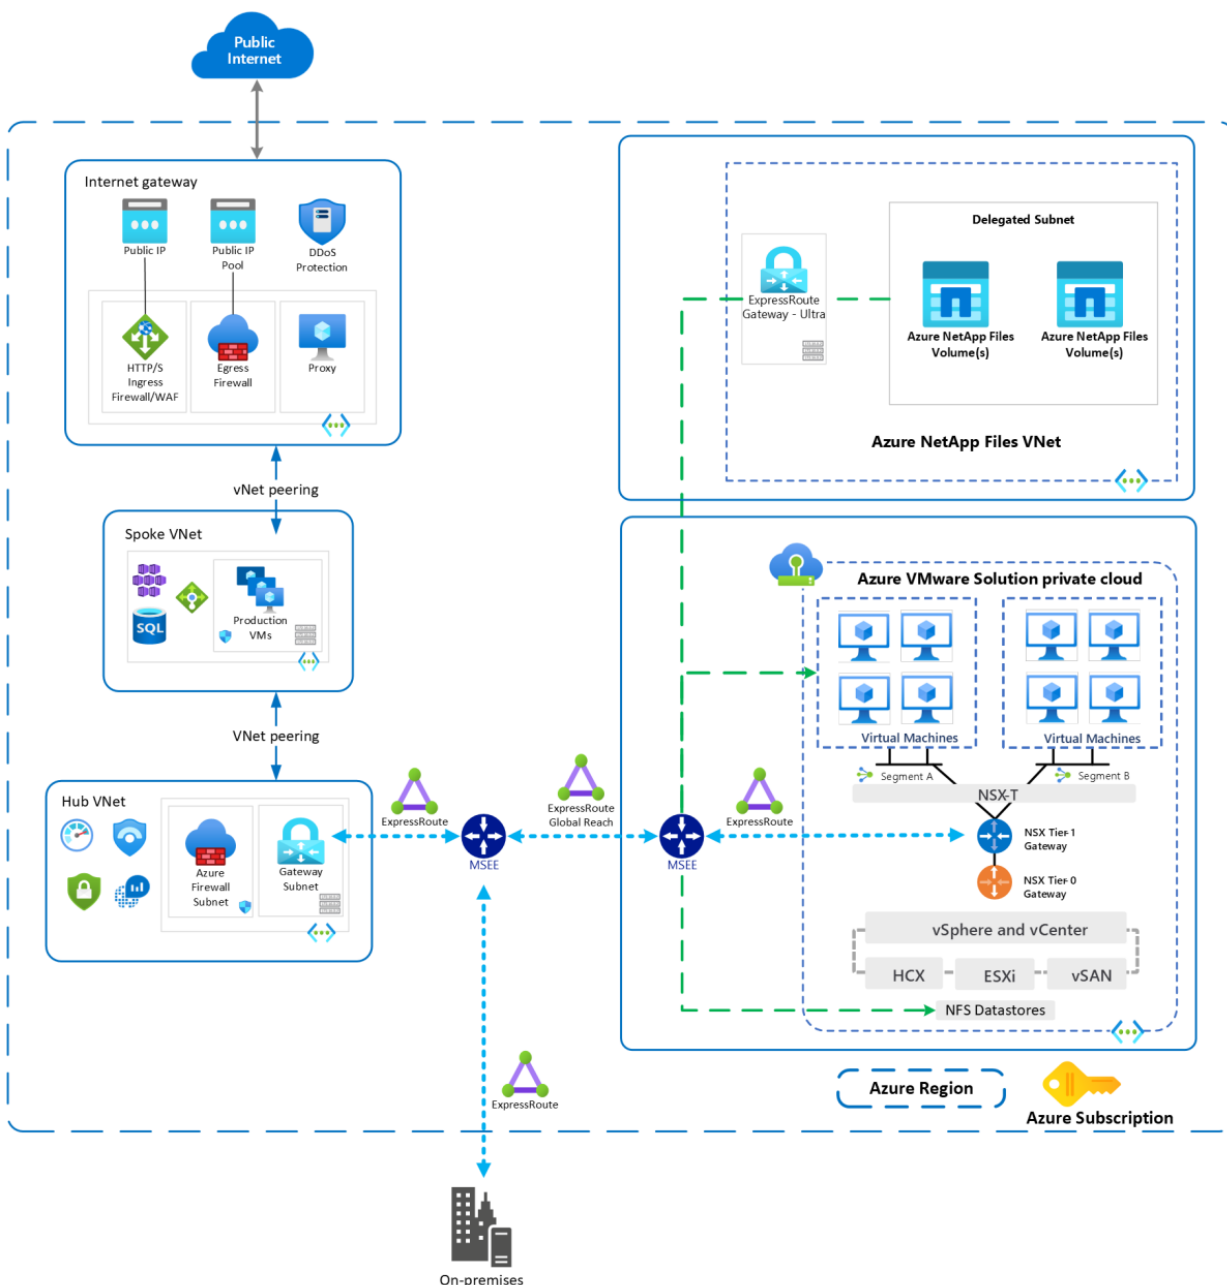 Public
Internet
Internet gateway
Public IP
Public IP
Pool
DDoS
Protection
HTTP/S
Ingress
Firewall/WAF
Egress
Firewall
Proxy
vNet peering
Spoke VNet
SQL
Production
VMs
VNet peering
Hub VNet
Azure
Firewall
Subnet
Gateway
Subnet
ExpressRoute
MSEE
ExpressRoute
Global Reach
MSEE
ExpressRoute
ExpressRoute
On-premises
Delegated Subnet
ExpressRoute
Gateway - Ultra
Azure NetApp Files
Volume(s)
Azure NetApp Files
Volume(s)
Azure NetApp Files VNet
Azure VMware Solution private cloud
Virtual Machines
Virtual Machines
Segment A
Segment B
NSX-T
NSX Tier-1
Gateway
NSX Tier-0
Gateway
vSphere and vCenter
HCX
ESXi
vSAN
NFS Datastores
Azure Region
Azure Subscription